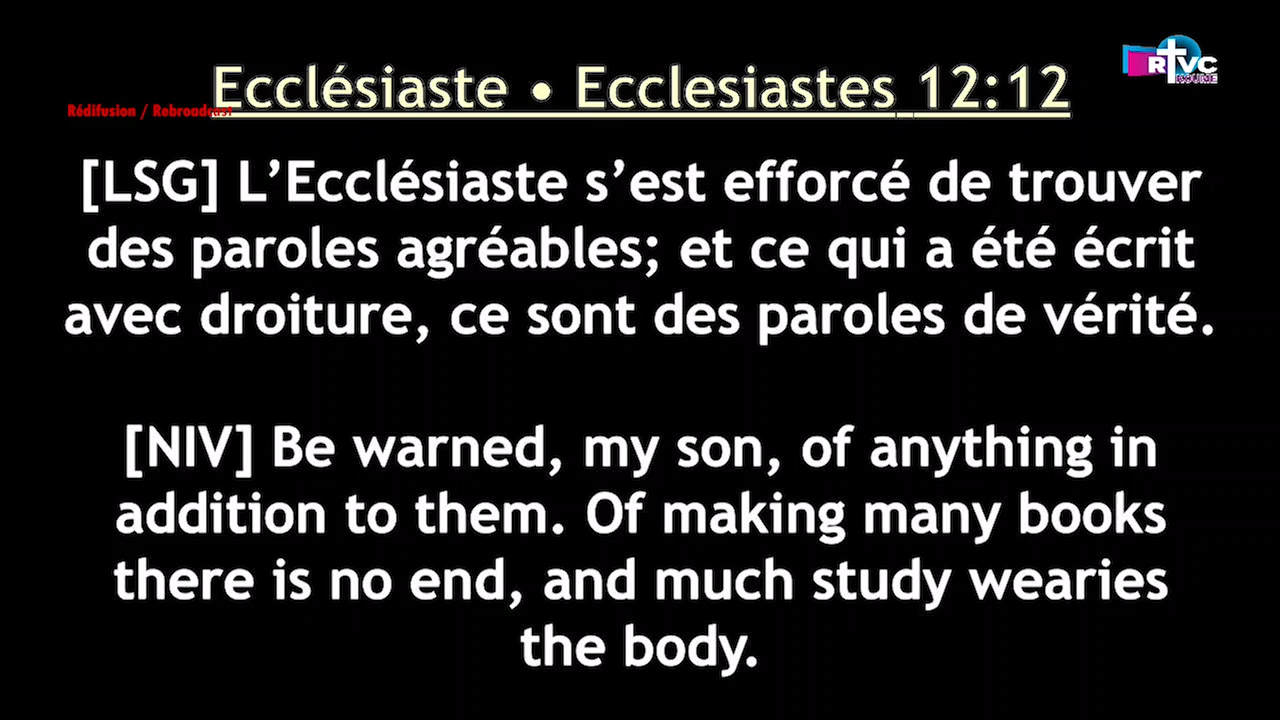 Ecclésiaste • Ecclesiastes 12:12
RTVC
Rédifusion / Rebroadcast
[LSG] L’Ecclésiaste s’est efforcé de trouver
des paroles agréables; et ce qui a été écrit
avec droiture, ce sont des paroles de vérité.
[NIV] Be warned, my son, of anything in
addition to them. Of making many books
there is no end, and much study wearies
the body.